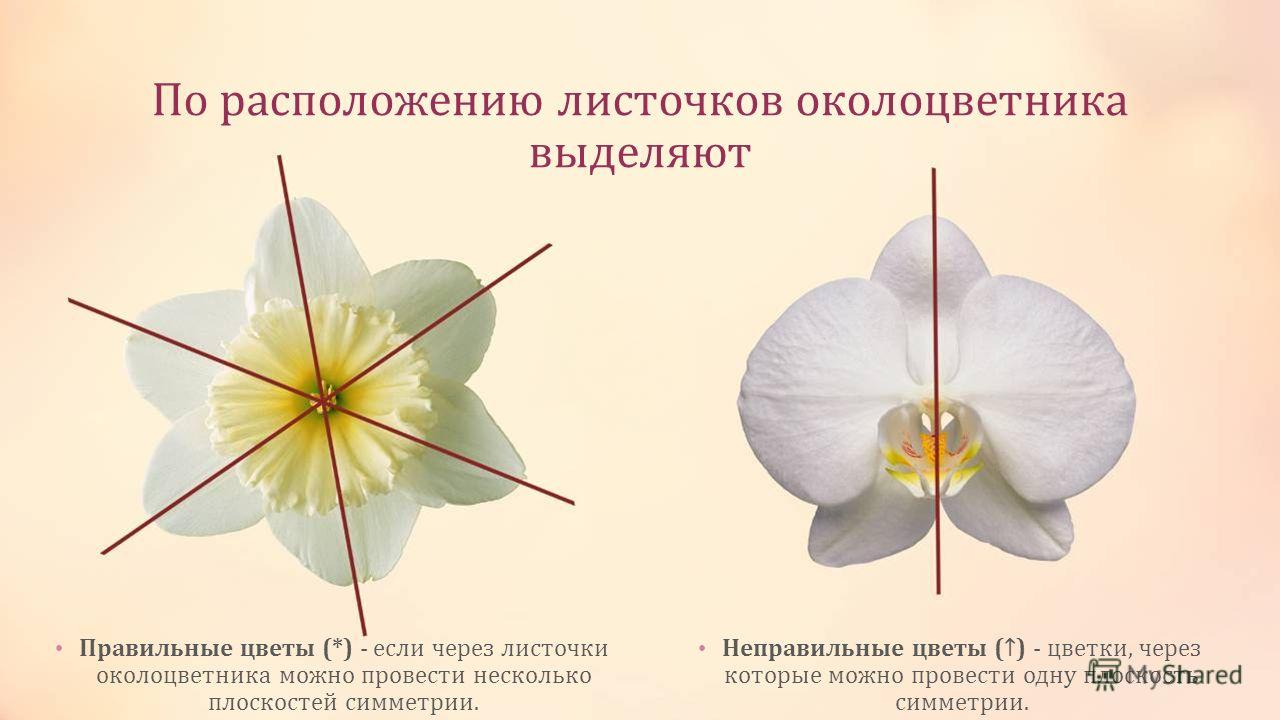 По расположению листочков околоцветника
выделяют
• Правильные цветы (*) - если через листочки
околоцветника можно провести несколько
плоскостей симметрии.
• Неправильные цветы (↑) - цветки, через
которые можно провести одну плоскость
симметрии.
MyShared